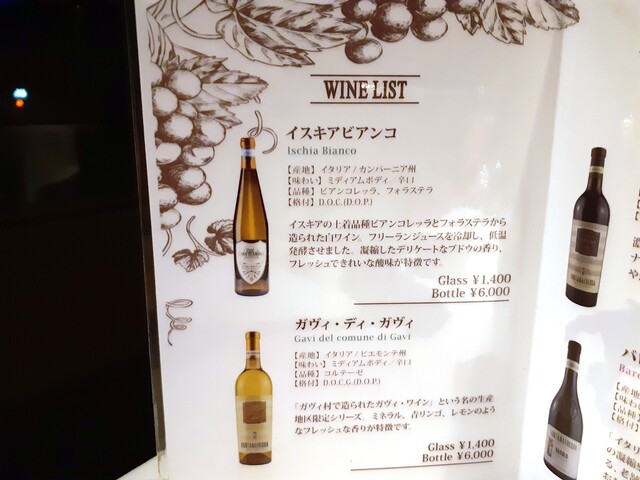 WINE LIST
イスキアビアンコ
Ischia Bianco
【産地】イタリア / カンパーニア州
【味わい】ミディアムボディ／辛口
【品種】ビアンコレッラ、フォラステラ
【格付】D.O.C.(D.O.P.)
イスキアの土着品種ビアンコレッラとフォラステラから
造られた白ワイン。フリーランジュースを冷却し、低温
発酵させました。凝縮したデリケートなブドウの香り、
フレッシュできれいな酸味が特徴です。
Glass ¥1,400
Bottle ¥6,000
ガヴィ・ディ・ガヴィ
Gavi del comune di Gavi
【産地】イタリア / ピエモンテ州
【味わい】ミディアムボディ／辛口
【品種】コルテーゼ
【格付】D.O.C.G.(D.O.P.)
「ガヴィ村で造られたガヴィ・ワイン」という名の生産
地区限定シリーズ。ミネラル、青リンゴ、レモンのよう
なフレッシュな香りが特徴です。
Glass ¥1,400
Bottle ¥6,000
FONTANAFREDDA